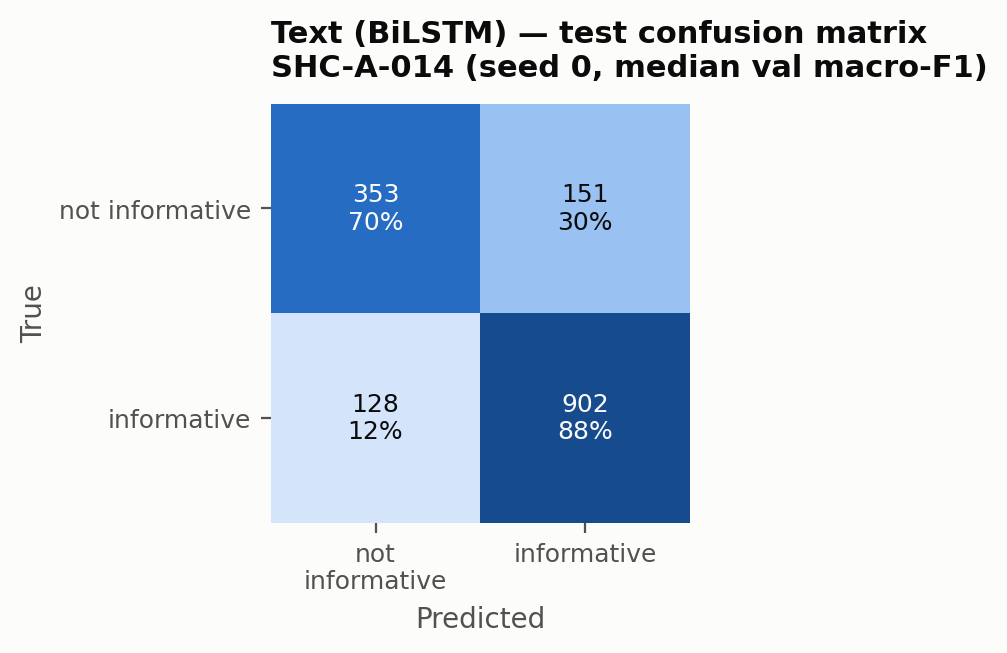 Text (BiLSTM) — test confusion matrix
SHC-A-014 (seed 0, median val macro-F1)
353
70%
151
30%
not informative
128
12%
902
88%
informative
True
not
informative
informative
Predicted